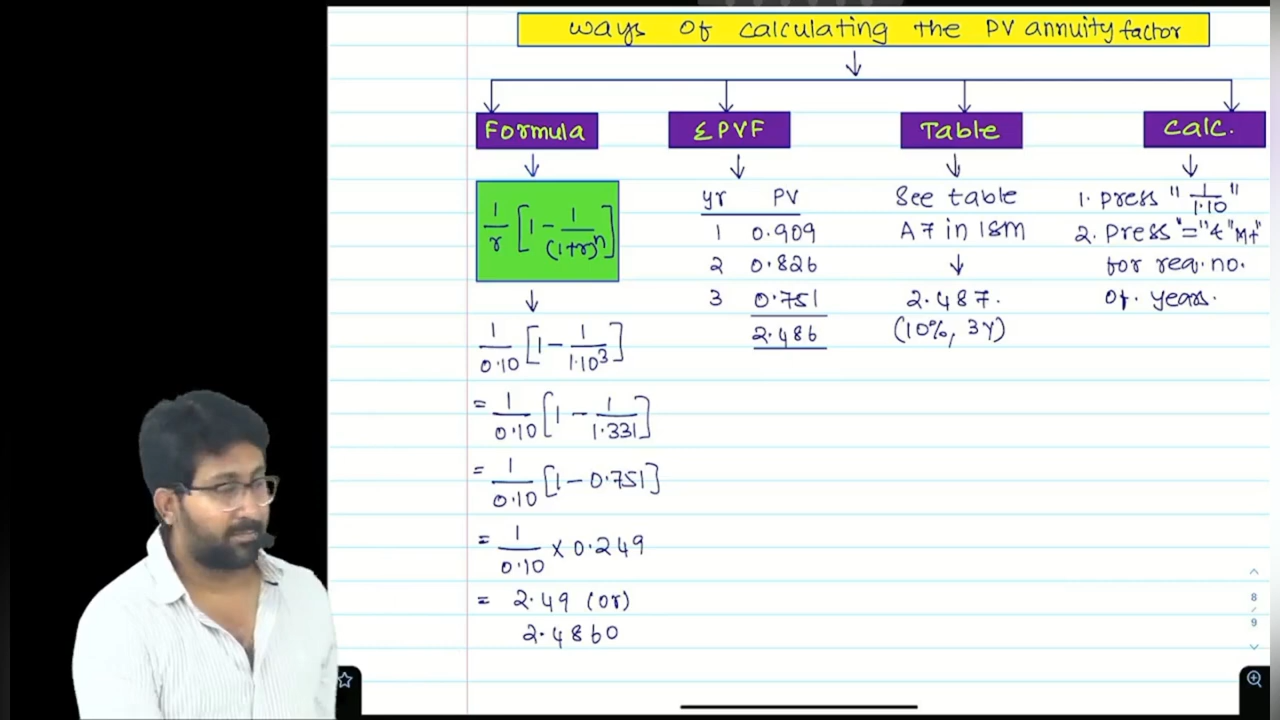 ways of calculating the PV annuity factor
Formula
1/r [1 - 1/(1+r)^n]
1/0.10 [1 - 1/1.10^3]
= 1/0.10 [1 - 1/1.331]
= 1/0.10 [1 - 0.751]
= 1/0.10 x 0.249
= 2.49 (or)
2.4860
ΣPVF
yr PV
1 0.909
2 0.826
3 0.751
2.486
Table
See table
A7 in ISM
2.487.
(10%, 3Y)
Calc.
1. press "1/1.10"
2. press "=" & "M+"
for req. no.
of. years.
8
/
9